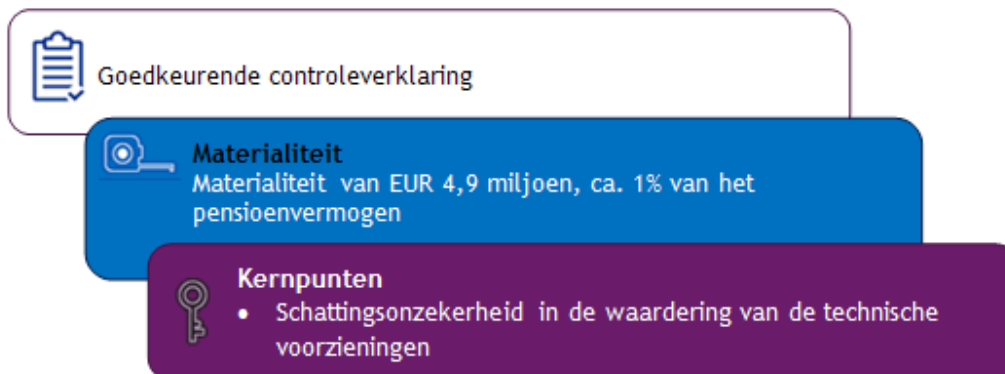 Goedkeurende controleverklaring
Materialiteit
Materialiteit van EUR 4,9 miljoen, ca. 1% van het
pensioenvermogen
Kernpunten
• Schattingsonzekerheid in de waardering van de technische
voorzieningen